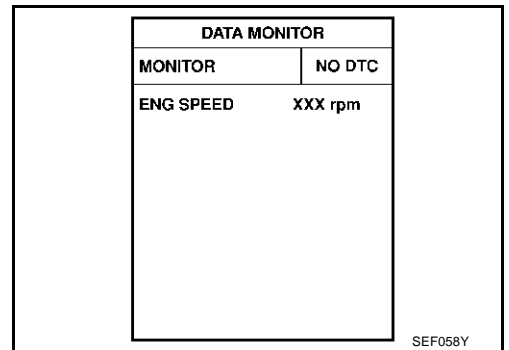 DATA MONITOR
MONITOR NO DTC
ENG SPEED XXX rpm
SEF058Y